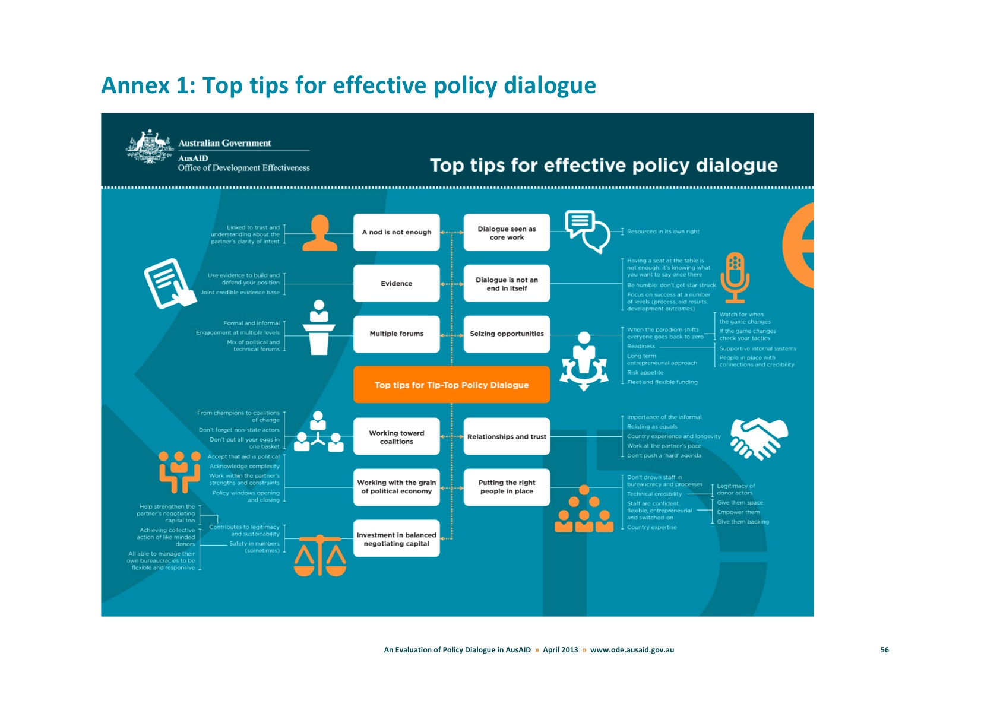 Annex 1: Top tips for effective policy dialogue
Australian Government
AusAID
Office of Development Effectiveness
Top tips for effective policy dialogue
Linked to trust and
understanding about the
partner's clarity of intent
A nod is not enough
Dialogue seen as
core work
Resourced in its own right
Use evidence to build and
defend your position
Joint credible evidence base
Evidence
Dialogue is not an
end in itself
Having a seat at the table is
not enough: it's knowing what
you want to say once there
Be humble: don't get star struck
Focus on success at a number
of levels (process, aid results,
development outcomes)
Formal and informal
Engagement at multiple levels
Mix of political and
technical forums
Multiple forums
Seizing opportunities
When the paradigm shifts
everyone goes back to zero
Watch for when
the game changes
If the game changes
check your tactics
Readiness
Supportive internal systems
People in place with
connections and credibility
Long term
entrepreneurial approach
Risk appetite
Fleet and flexible funding
Top tips for Tip-Top Policy Dialogue
From champions to coalitions
of change
Don't forget non-state actors
Don't put all your eggs in
one basket
Working toward
coalitions
Relationships and trust
Importance of the informal
Relating as equals
Country experience and longevity
Work at the partner's pace
Don't push a 'hard' agenda
Accept that aid is political
Acknowledge complexity
Work within the partner's
strengths and constraints
Policy windows opening
and closing
Working with the grain
of political economy
Putting the right
people in place
Don't drown staff in
bureaucracy and processes
Technical credibility
Legitimacy of
donor actors
Staff are confident,
flexible, entrepreneurial
and switched-on
Give them space
Empower them
GIve them backing
Country expertise
Help strengthen the
partner's negotiating
capital too
Achieving collective
action of like minded
donors
All able to manage their
own bureaucracies to be
flexible and responsive
Contributes to legitimacy
and sustainability
Safety in numbers
(sometimes)
Investment in balanced
negotiating capital
An Evaluation of Policy Dialogue in AusAID » April 2013 » www.ode.ausaid.gov.au
56